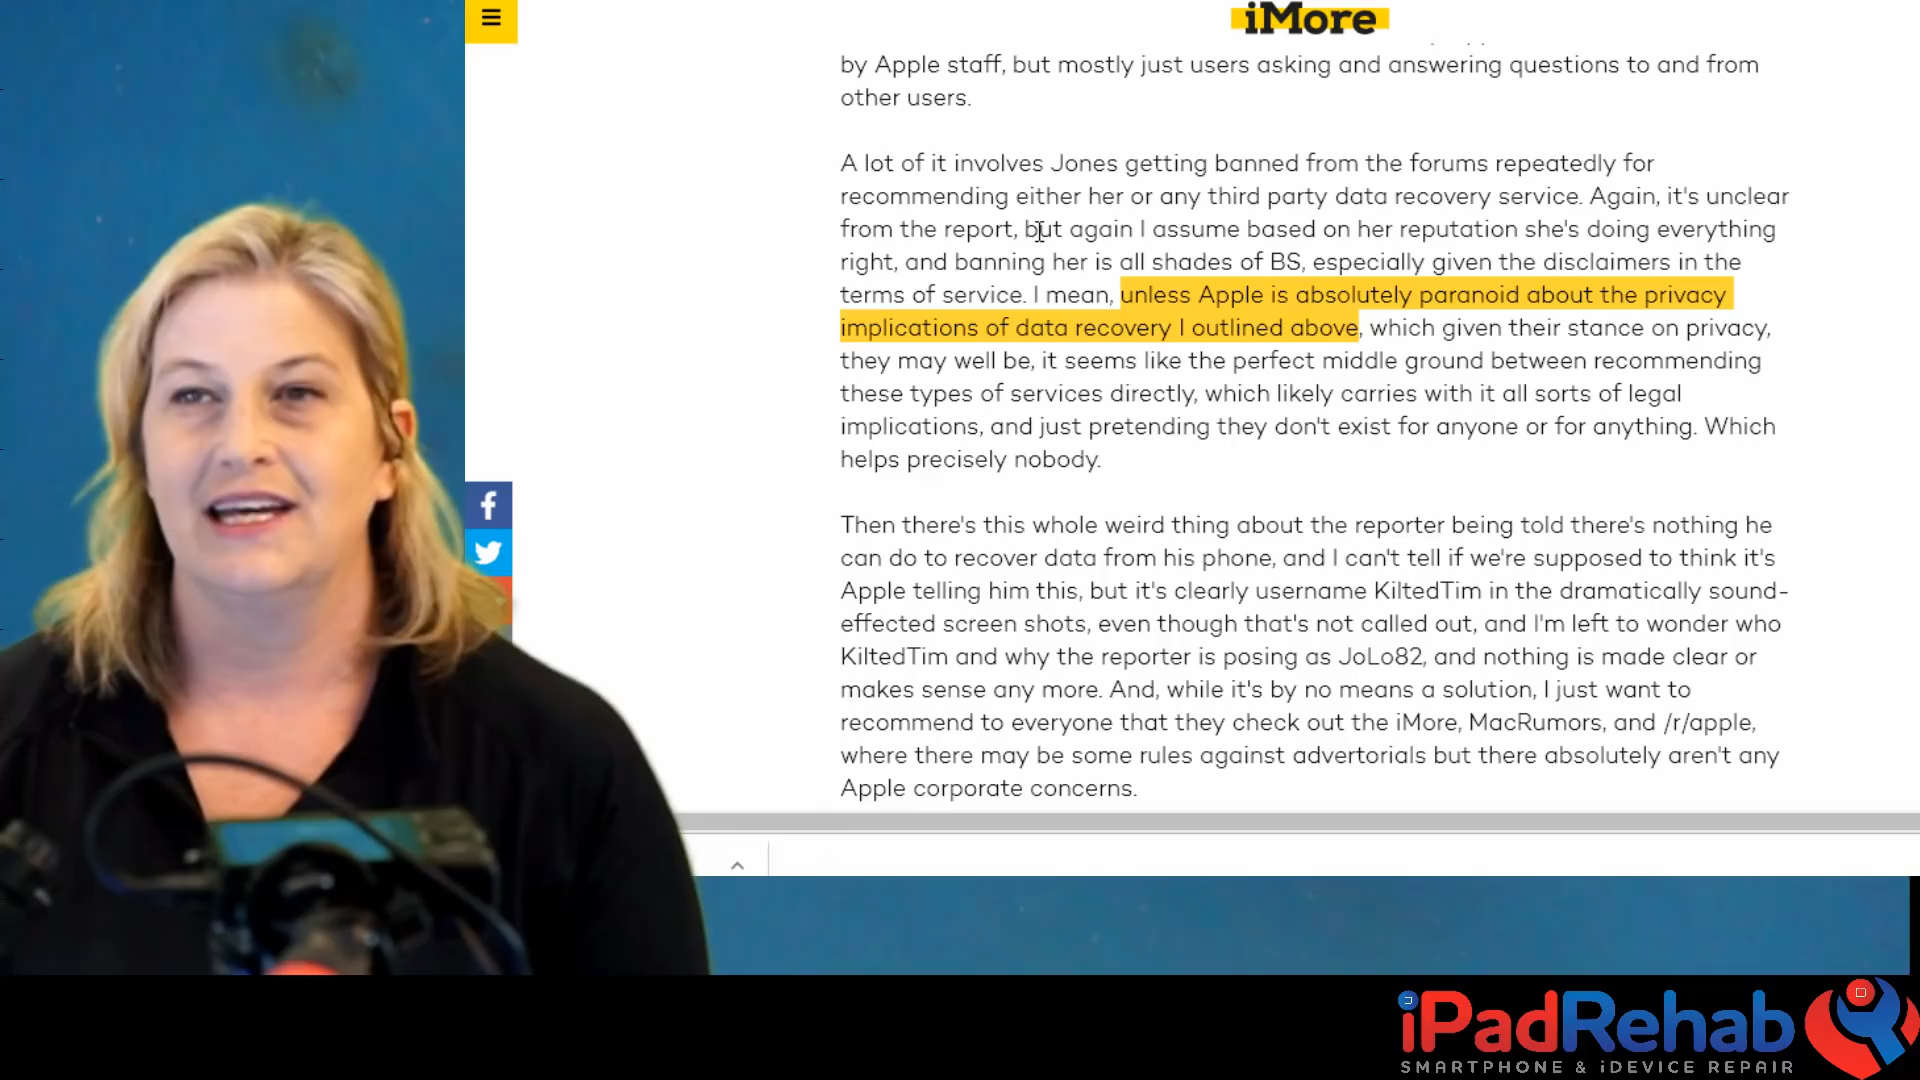 iMore
by Apple staff, but mostly just users asking and answering questions to and from
other users.
A lot of it involves Jones getting banned from the forums repeatedly for
recommending either her or any third party data recovery service. Again, it's unclear
from the report, but again I assume based on her reputation she's doing everything
right, and banning her is all shades of BS, especially given the disclaimers in the
terms of service. I mean, unless Apple is absolutely paranoid about the privacy
implications of data recovery I outlined above, which given their stance on privacy,
they may well be, it seems like the perfect middle ground between recommending
these types of services directly, which likely carries with it all sorts of legal
implications, and just pretending they don't exist for anyone or for anything. Which
helps precisely nobody.
Then there's this whole weird thing about the reporter being told there's nothing he
can do to recover data from his phone, and I can't tell if we're supposed to think it's
Apple telling him this, but it's clearly username KiltedTim in the dramatically sound-
effected screen shots, even though that's not called out, and I'm left to wonder who
KiltedTim and why the reporter is posing as JoLo82, and nothing is made clear or
makes sense any more. And, while it's by no means a solution, I just want to
recommend to everyone that they check out the iMore, MacRumors, and /r/apple,
where there may be some rules against advertorials but there absolutely aren't any
Apple corporate concerns.
iPadRehab
SMARTPHONE & iDEVICE REPAIR